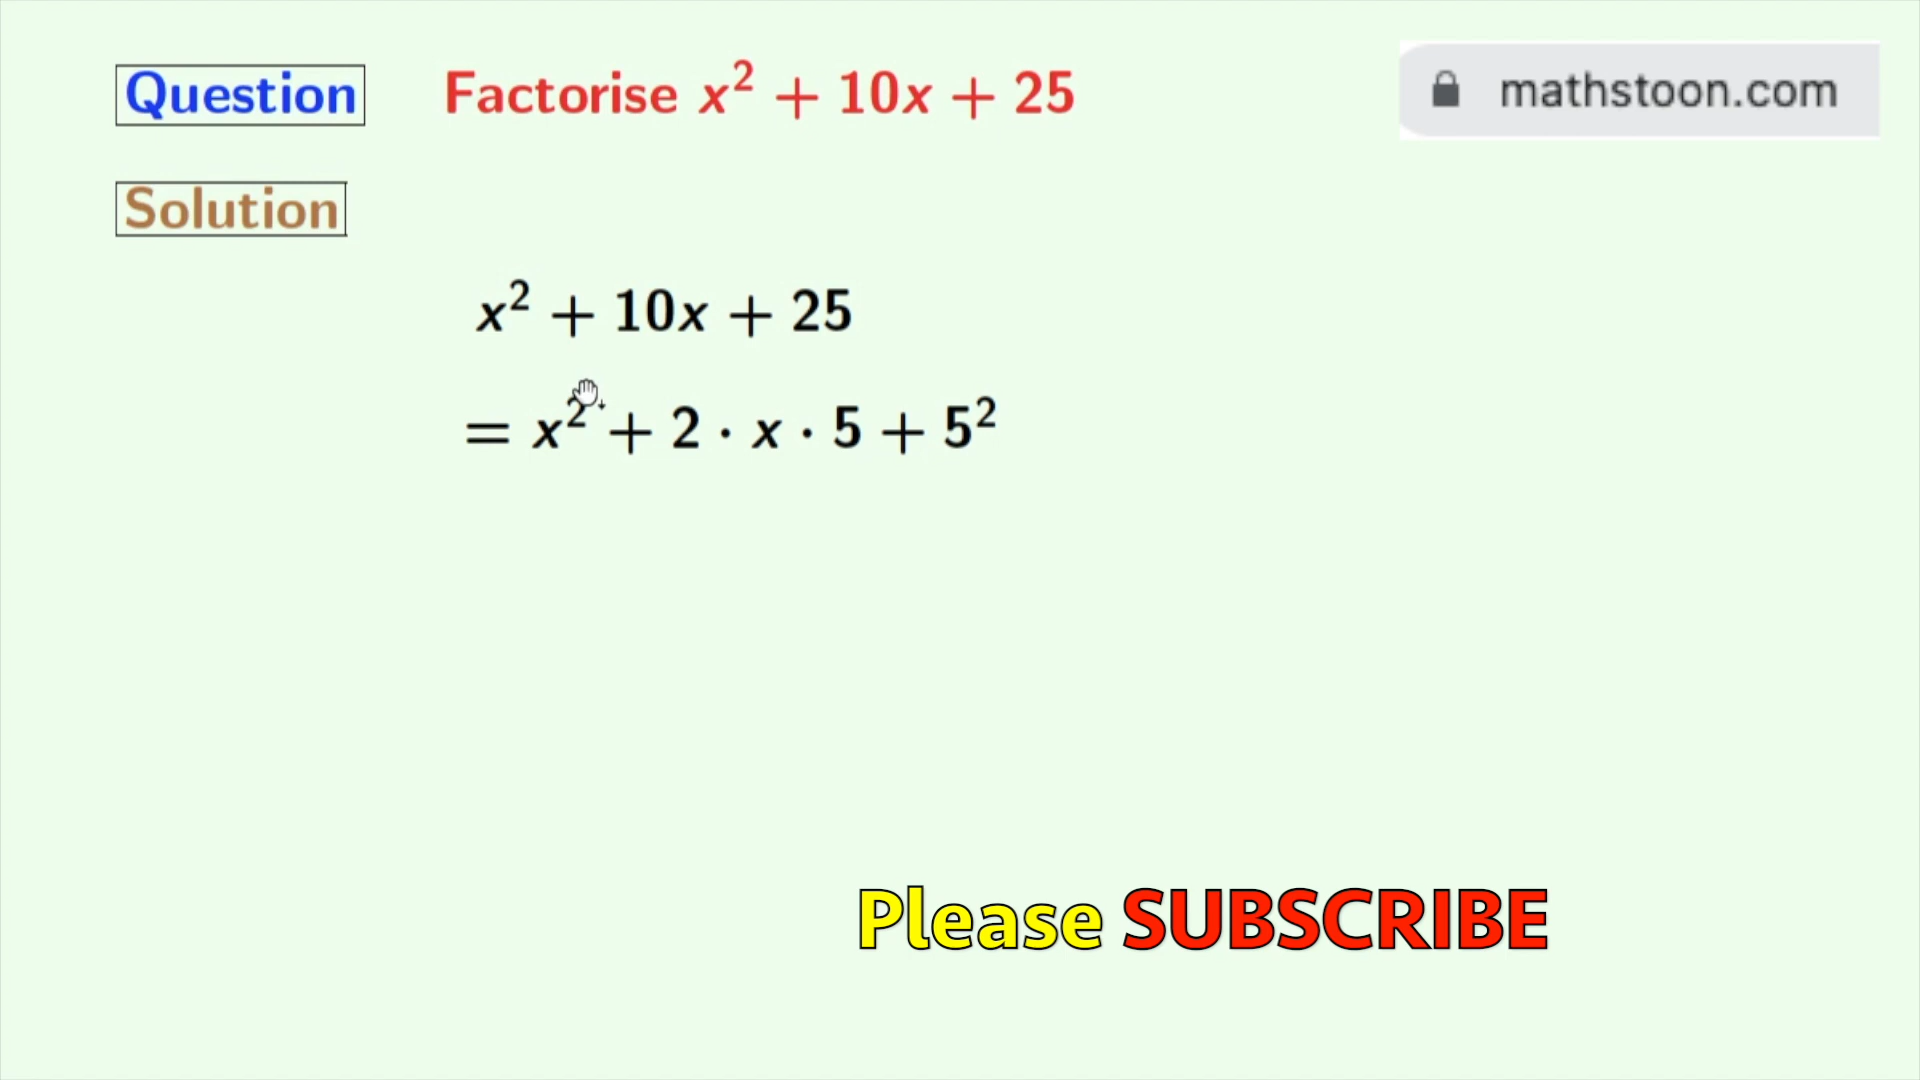 Question Factorise x² + 10x + 25 mathstoon.com
Solution
x² + 10x + 25
= x² + 2 · x · 5 + 5²
Please SUBSCRIBE